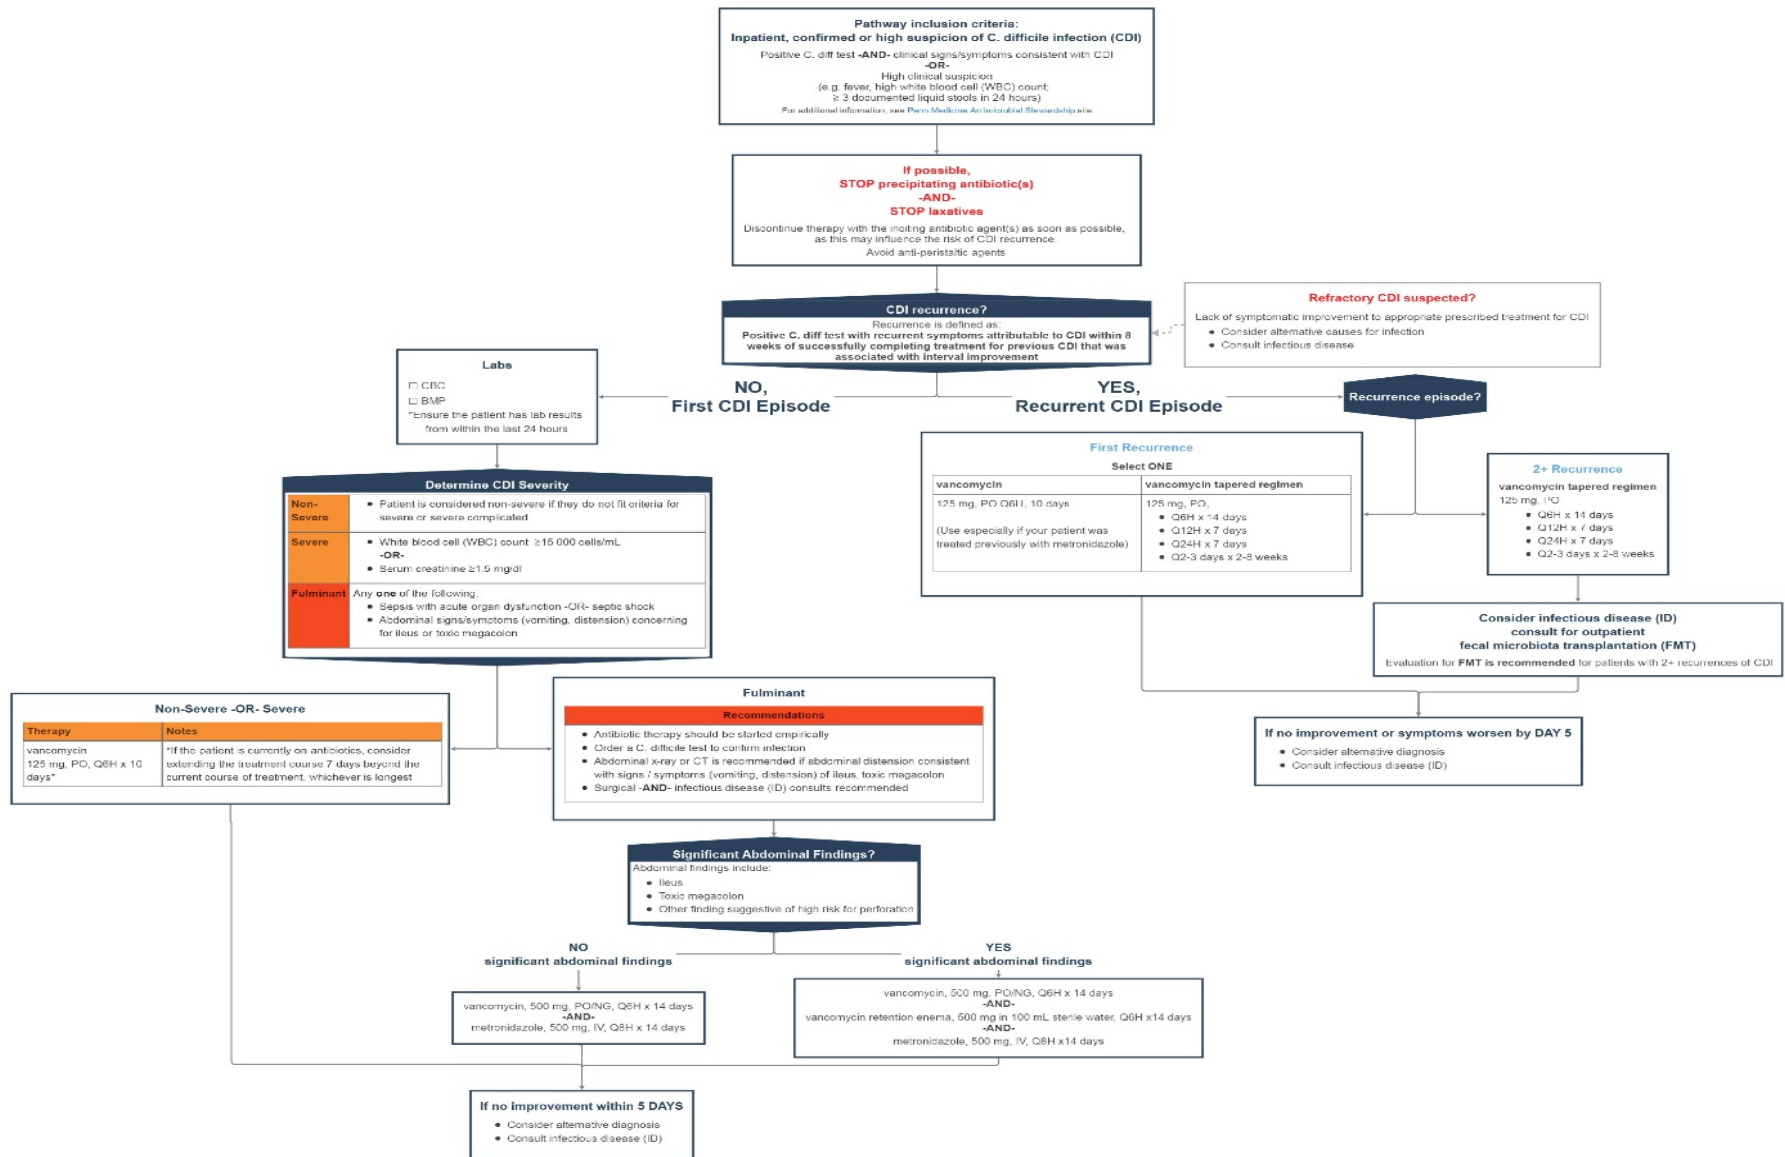 Pathway inclusion criteria:
Inpatient, confirmed or high suspicion of C. difficile infection (CDI)
Positive C. diff test -AND- clinical signs/symptoms consistent with CDI
-OR-
High clinical suspicion
(e.g. fever, high white blood cell (WBC) count;
≥ 3 documented liquid stools in 24 hours)
For additional information, see Penn Medicine Antimicrobial Stewardship site
If possible,
STOP precipitating antibiotic(s)
-AND-
STOP laxatives
Discontinue therapy with the inciting antibiotic agent(s) as soon as possible,
as this may influence the risk of CDI recurrence
Avoid anti-peristaltic agents
CDI recurrence?
Recurrence is defined as:
Positive C. diff test with recurrent symptoms attributable to CDI within 8
weeks of successfully completing treatment for previous CDI that was
associated with interval improvement
Refractory CDI suspected?
Lack of symptomatic improvement to appropriate prescribed treatment for CDI
• Consider alternative causes for infection
• Consult infectious disease
Labs
☐ CBC
☐ BMP
*Ensure the patient has lab results
from within the last 24 hours
NO,
First CDI Episode
YES,
Recurrent CDI Episode
Recurrence episode?
First Recurrence
Select ONE
vancomycin
125 mg, PO Q6H, 10 days
(Use especially if your patient was
treated previously with metronidazole)
vancomycin tapered regimen
125 mg, PO,
• Q6H x 14 days
• Q12H x 7 days
• Q24H x 7 days
• Q2-3 days x 2-8 weeks
2+ Recurrence
vancomycin tapered regimen
125 mg, PO
• Q6H x 14 days
• Q12H x 7 days
• Q24H x 7 days
• Q2-3 days x 2-8 weeks
Determine CDI Severity
Non-
Severe
• Patient is considered non-severe if they do not fit criteria for
severe or severe complicated
Severe
• White blood cell (WBC) count ≥15 000 cells/mL
-OR-
• Serum creatinine ≥1.5 mg/dl
Fulminant
Any one of the following:
• Sepsis with acute organ dysfunction -OR- septic shock
• Abdominal signs/symptoms (vomiting, distension) concerning
for ileus or toxic megacolon
Consider infectious disease (ID)
consult for outpatient
fecal microbiota transplantation (FMT)
Evaluation for FMT is recommended for patients with 2+ recurrences of CDI
Non-Severe -OR- Severe
Therapy
Notes
vancomycin
125 mg, PO, Q6H x 10
days*
*If the patient is currently on antibiotics, consider
extending the treatment course 7 days beyond the
current course of treatment, whichever is longest
Fulminant
Recommendations
• Antibiotic therapy should be started empirically
• Order a C. difficile test to confirm infection
• Abdominal x-ray or CT is recommended if abdominal distension consistent
with signs / symptoms (vomiting, distension) of ileus, toxic megacolon
• Surgical -AND- infectious disease (ID) consults recommended
If no improvement or symptoms worsen by DAY 5
• Consider alternative diagnosis
• Consult infectious disease (ID)
Significant Abdominal Findings?
Abdominal findings include:
• Ileus
• Toxic megacolon
• Other finding suggestive of high risk for perforation
NO
significant abdominal findings
YES
significant abdominal findings
vancomycin, 500 mg, PO/NG, Q6H x 14 days
-AND-
metronidazole, 500 mg, IV, Q8H x 14 days
vancomycin, 500 mg, PO/NG, Q6H x 14 days
-AND-
vancomycin retention enema, 500 mg in 100 mL sterile water, Q6H x14 days
-AND-
metronidazole, 500 mg, IV, Q8H x14 days
If no improvement within 5 DAYS
• Consider alternative diagnosis
• Consult infectious disease (ID)